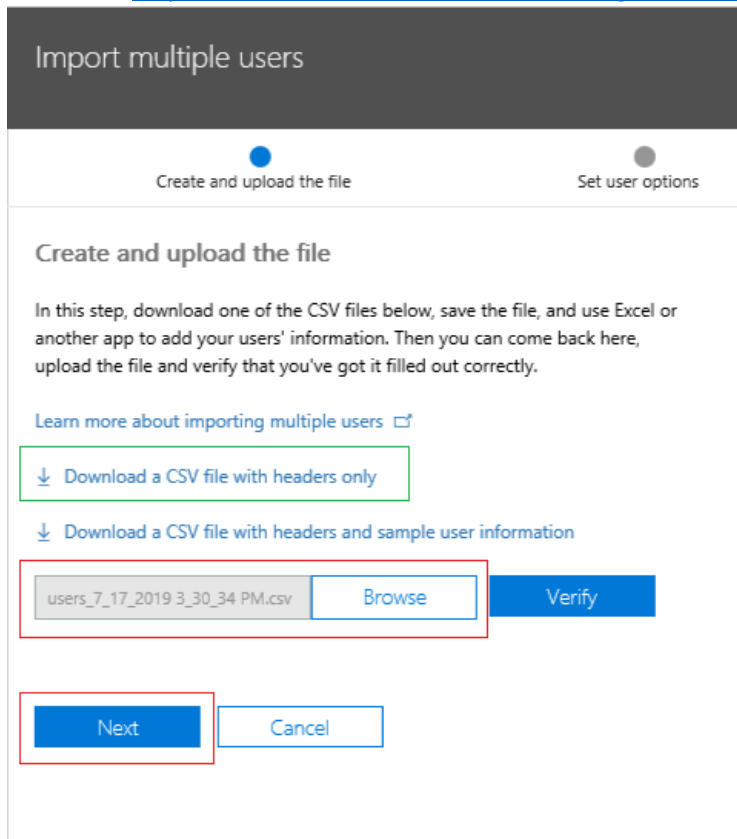 Import multiple users
Create and upload the file
Set user options
Create and upload the file
In this step, download one of the CSV files below, save the file, and use Excel or
another app to add your users' information. Then you can come back here,
upload the file and verify that you've got it filled out correctly.
Learn more about importing multiple users
Download a CSV file with headers only
Download a CSV file with headers and sample user information
users_7_17_2019 3_30_34 PM.csv
Browse
Verify
Next
Cancel